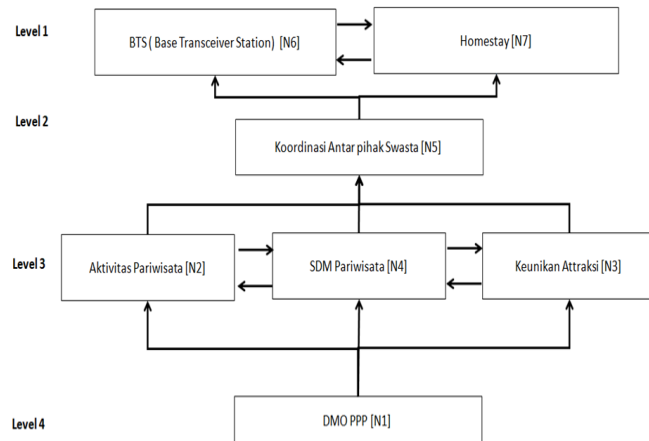 Level 1
BTS ( Base Transceiver Station) [N6]
Homestay [N7]
Level 2
Koordinasi Antar pihak Swasta [N5]
Level 3
Aktivitas Pariwisata [N2]
SDM Pariwisata [N4]
Keunikan Attraksi [N3]
Level 4
DMO PPP [N1]